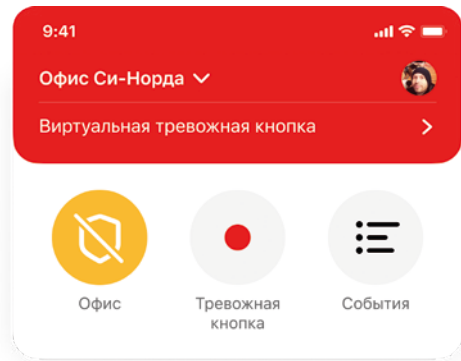 9:41
Офис Си-Норда
Виртуальная тревожная кнопка
Офис
Тревожная
кнопка
События